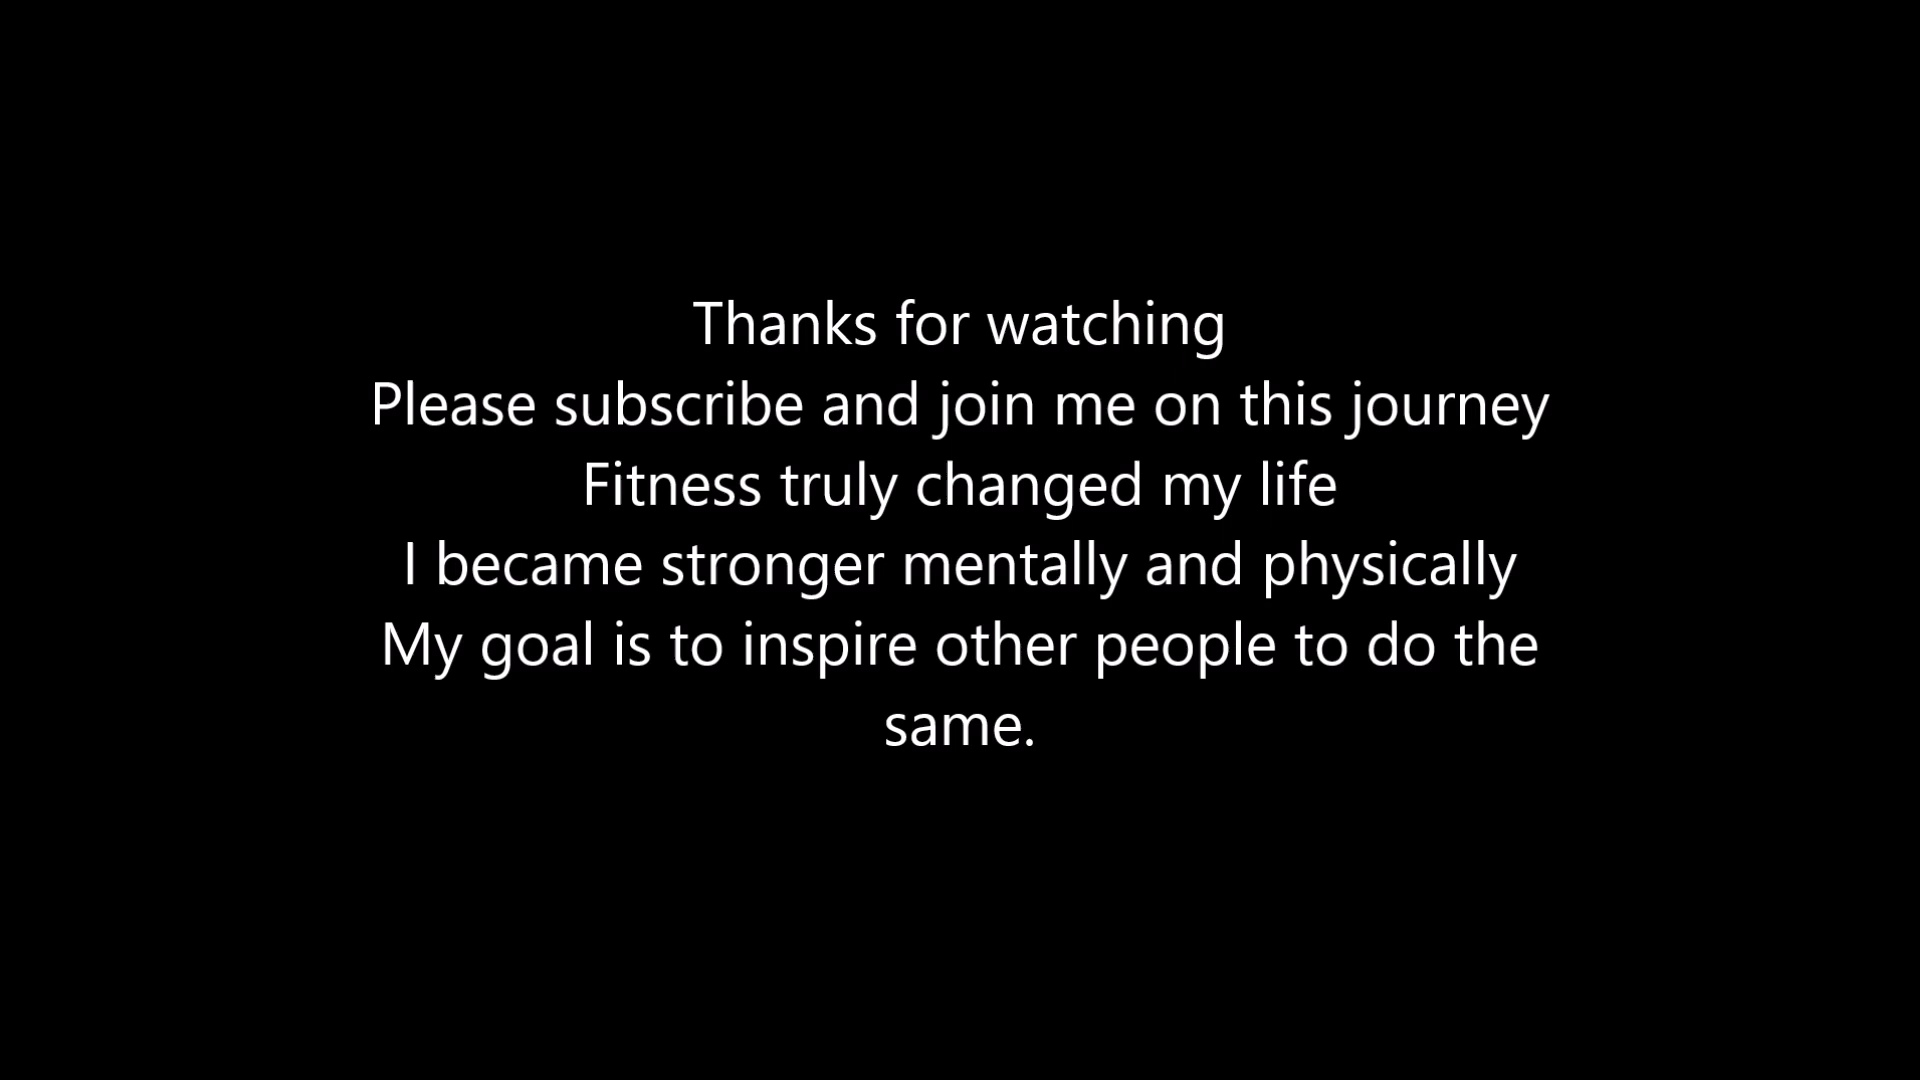 Thanks for watching
Please subscribe and join me on this journey
Fitness truly changed my life
I became stronger mentally and physically
My goal is to inspire other people to do the
same.